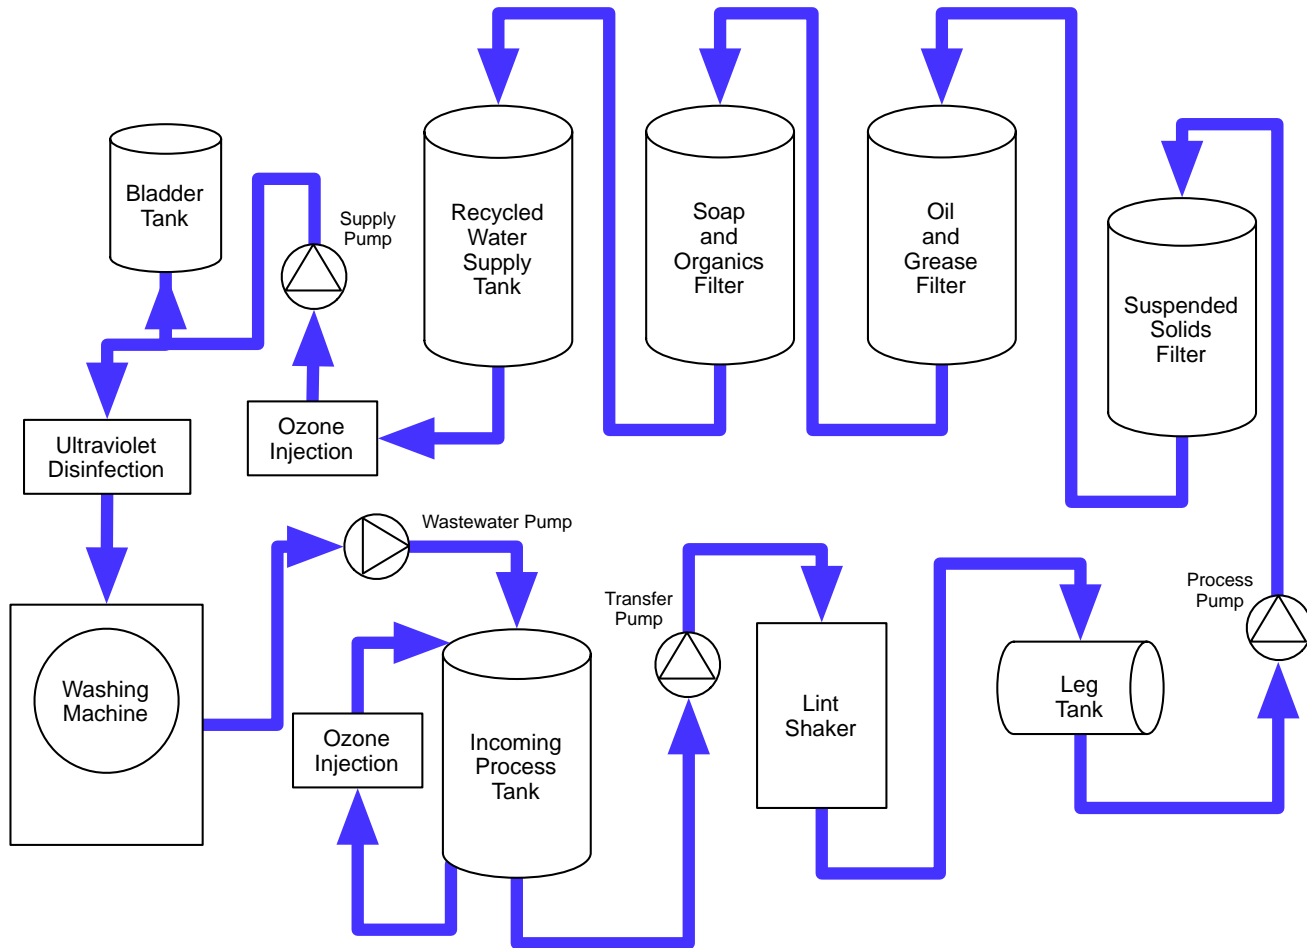 Bladder
Tank
Supply
Pump
Recycled
Water
Supply
Tank
Soap
and
Organics
Filter
Oil
and
Grease
Filter
Suspended
Solids
Filter
Ultraviolet
Disinfection
Ozone
Injection
Wastewater Pump
Transfer
Pump
Process
Pump
Washing
Machine
Ozone
Injection
Incoming
Process
Tank
Lint
Shaker
Leg
Tank